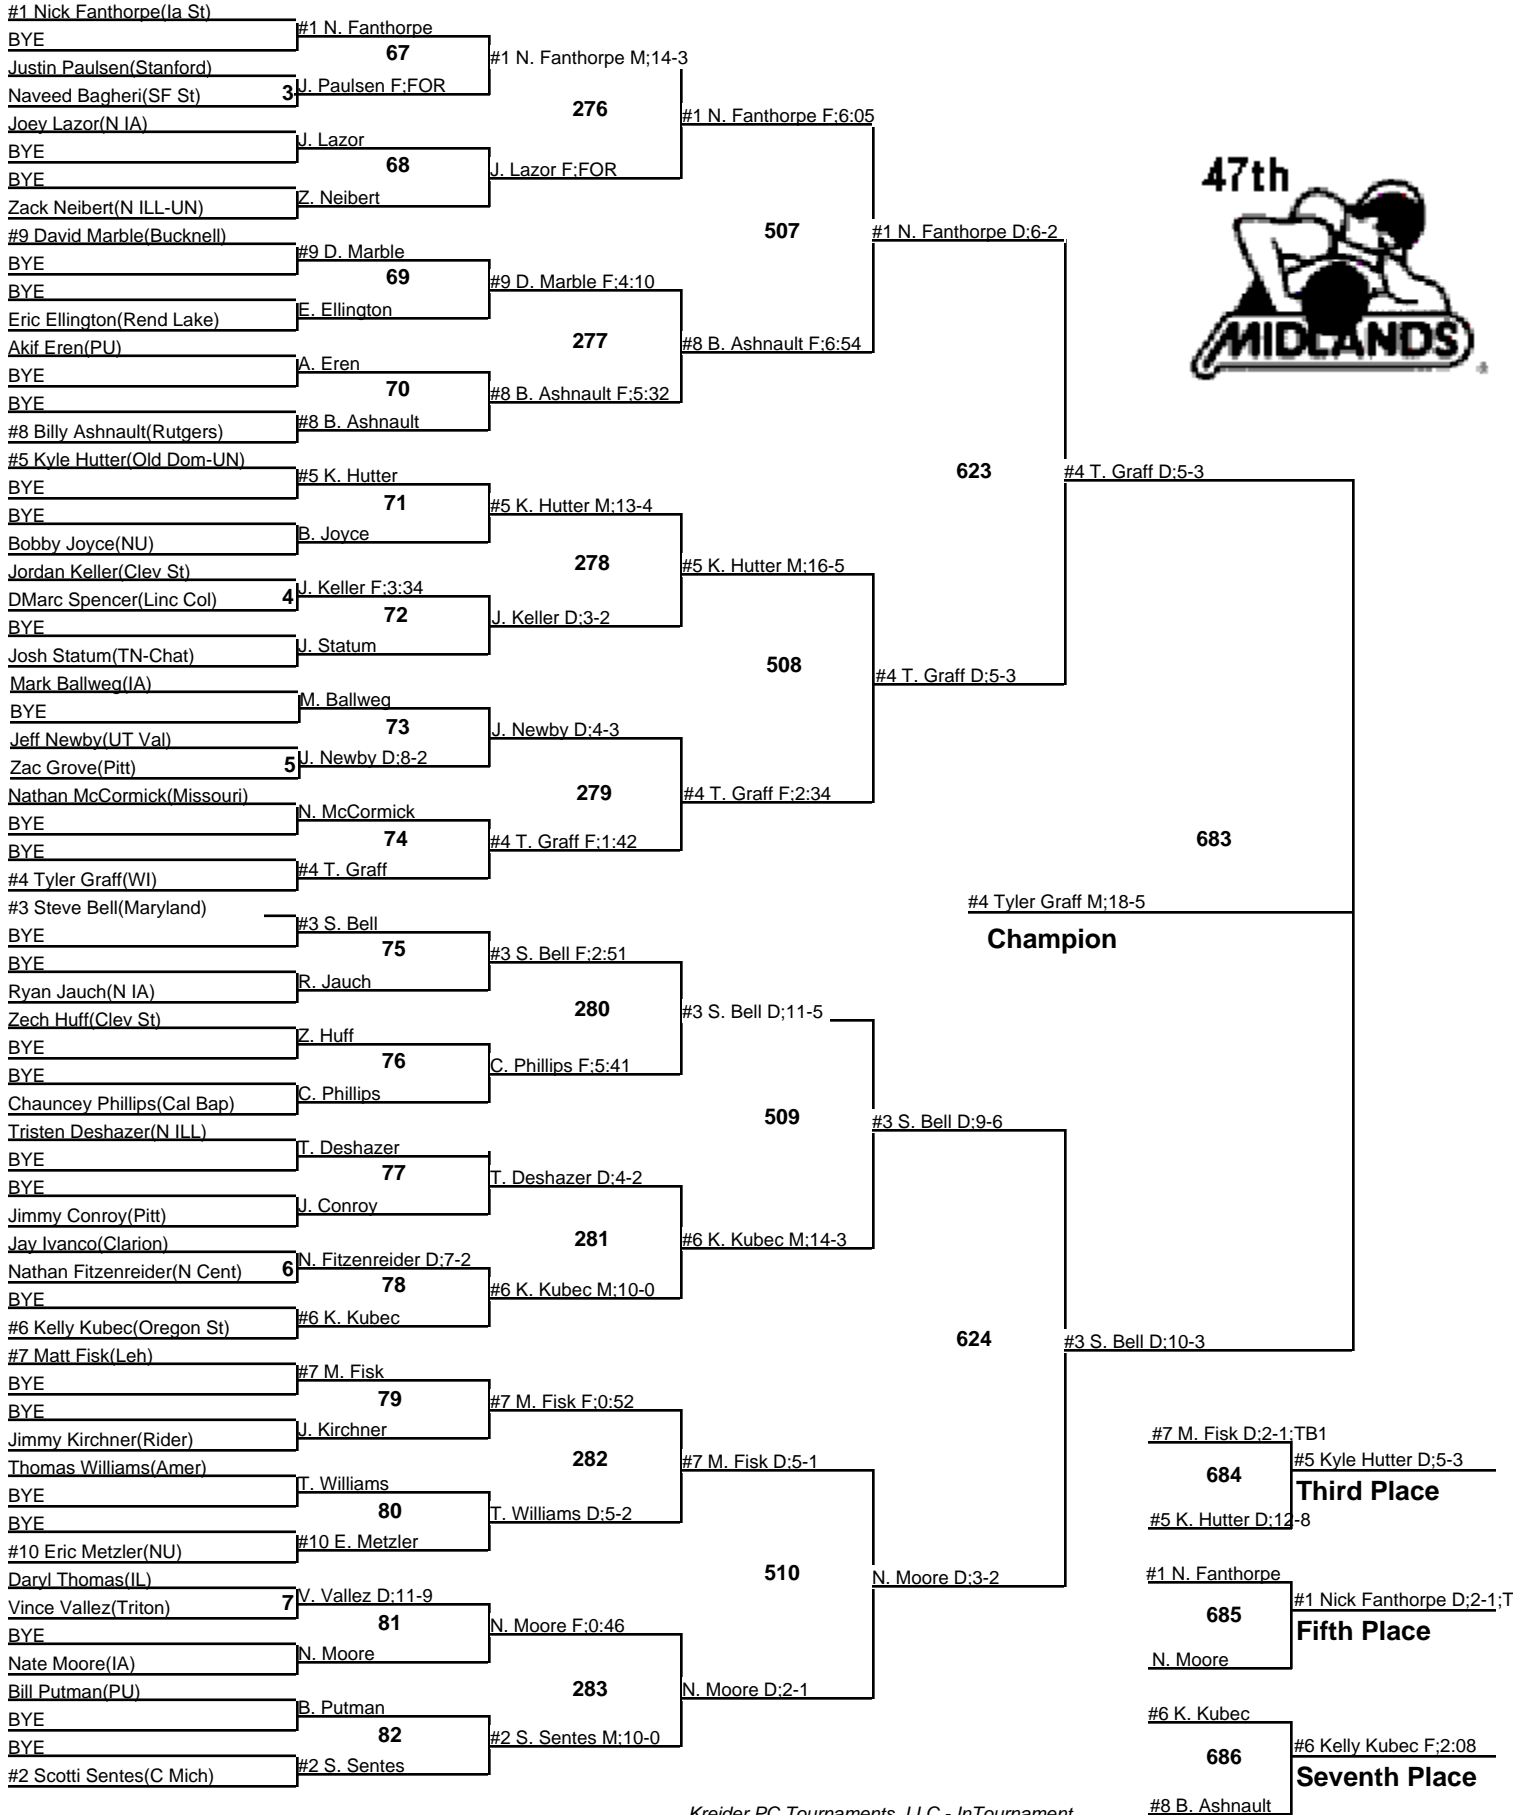 #1 Nick Fanthorpe(Ia St)
BYE
Justin Paulsen(Stanford)
Naveed Bagheri(SF St)
3
Joey Lazor(N IA)
BYE
BYE
Zack Neibert(N ILL-UN)
#9 David Marble(Bucknell)
BYE
BYE
Eric Ellington(Rend Lake)
Akif Eren(PU)
BYE
BYE
#8 Billy Ashnault(Rutgers)
#5 Kyle Hutter(Old Dom-UN)
BYE
BYE
Bobby Joyce(NU)
Jordan Keller(Clev St)
DMarc Spencer(Linc Col)
4
BYE
Josh Statum(TN-Chat)
Mark Ballweg(IA)
BYE
Jeff Newby(UT Val)
Zac Grove(Pitt)
5
Nathan McCormick(Missouri)
BYE
BYE
#4 Tyler Graff(WI)
#3 Steve Bell(Maryland)
BYE
BYE
Ryan Jauch(N IA)
Zech Huff(Clev St)
BYE
BYE
Chauncey Phillips(Cal Bap)
Tristen Deshazer(N ILL)
BYE
BYE
Jimmy Conroy(Pitt)
Jay Ivanco(Clarion)
Nathan Fitzenreider(N Cent)
6
BYE
#6 Kelly Kubec(Oregon St)
#7 Matt Fisk(Leh)
BYE
BYE
Jimmy Kirchner(Rider)
Thomas Williams(Amer)
BYE
BYE
#10 Eric Metzler(NU)
Daryl Thomas(IL)
Vince Vallez(Triton)
7
BYE
Nate Moore(IA)
Bill Putman(PU)
BYE
BYE
#2 Scotti Sentes(C Mich)
#1 N. Fanthorpe
67
J. Paulsen F;FOR
J. Lazor
68
Z. Neibert
#9 D. Marble
69
E. Ellington
A. Eren
70
#8 B. Ashnault
#5 K. Hutter
71
B. Joyce
J. Keller F;3:34
72
J. Statum
M. Ballweg
73
J. Newby D;8-2
N. McCormick
74
#4 T. Graff
#3 S. Bell
75
R. Jauch
Z. Huff
76
C. Phillips
T. Deshazer
77
J. Conroy
N. Fitzenreider D;7-2
78
#6 K. Kubec
#7 M. Fisk
79
J. Kirchner
T. Williams
80
#10 E. Metzler
V. Vallez D;11-9
81
N. Moore
B. Putman
82
#2 S. Sentes
#1 N. Fanthorpe M;14-3
276
J. Lazor F;FOR
#9 D. Marble F;4:10
277
#8 B. Ashnault F;5:32
#5 K. Hutter M;13-4
278
J. Keller D;3-2
J. Newby D;4-3
279
#4 T. Graff F;1:42
#3 S. Bell F;2:51
280
C. Phillips F;5:41
T. Deshazer D;4-2
281
#6 K. Kubec M;10-0
#7 M. Fisk F;0:52
282
T. Williams D;5-2
N. Moore F;0:46
283
#2 S. Sentes M;10-0
#1 N. Fanthorpe F;6:05
507
#8 B. Ashnault F;6:54
#5 K. Hutter M;16-5
508
#4 T. Graff F;2:34
#3 S. Bell D;11-5
509
#6 K. Kubec M;14-3
#7 M. Fisk D;5-1
510
N. Moore D;2-1
#1 N. Fanthorpe D;6-2
623
#4 T. Graff D;5-3
#3 S. Bell D;9-6
624
N. Moore D;3-2
#4 T. Graff D;5-3
683
#3 S. Bell D;10-3
#4 Tyler Graff M;18-5
Champion
47th
MIDLANDS
#7 M. Fisk D;2-1;TB1
684
#5 K. Hutter D;12-8
#5 Kyle Hutter D;5-3
Third Place
#1 N. Fanthorpe
685
N. Moore
#1 Nick Fanthorpe D;2-1;T
Fifth Place
#6 K. Kubec
686
#8 B. Ashnault
#6 Kelly Kubec F;2:08
Seventh Place
Kreider PC Tournaments, LLC - InTournament